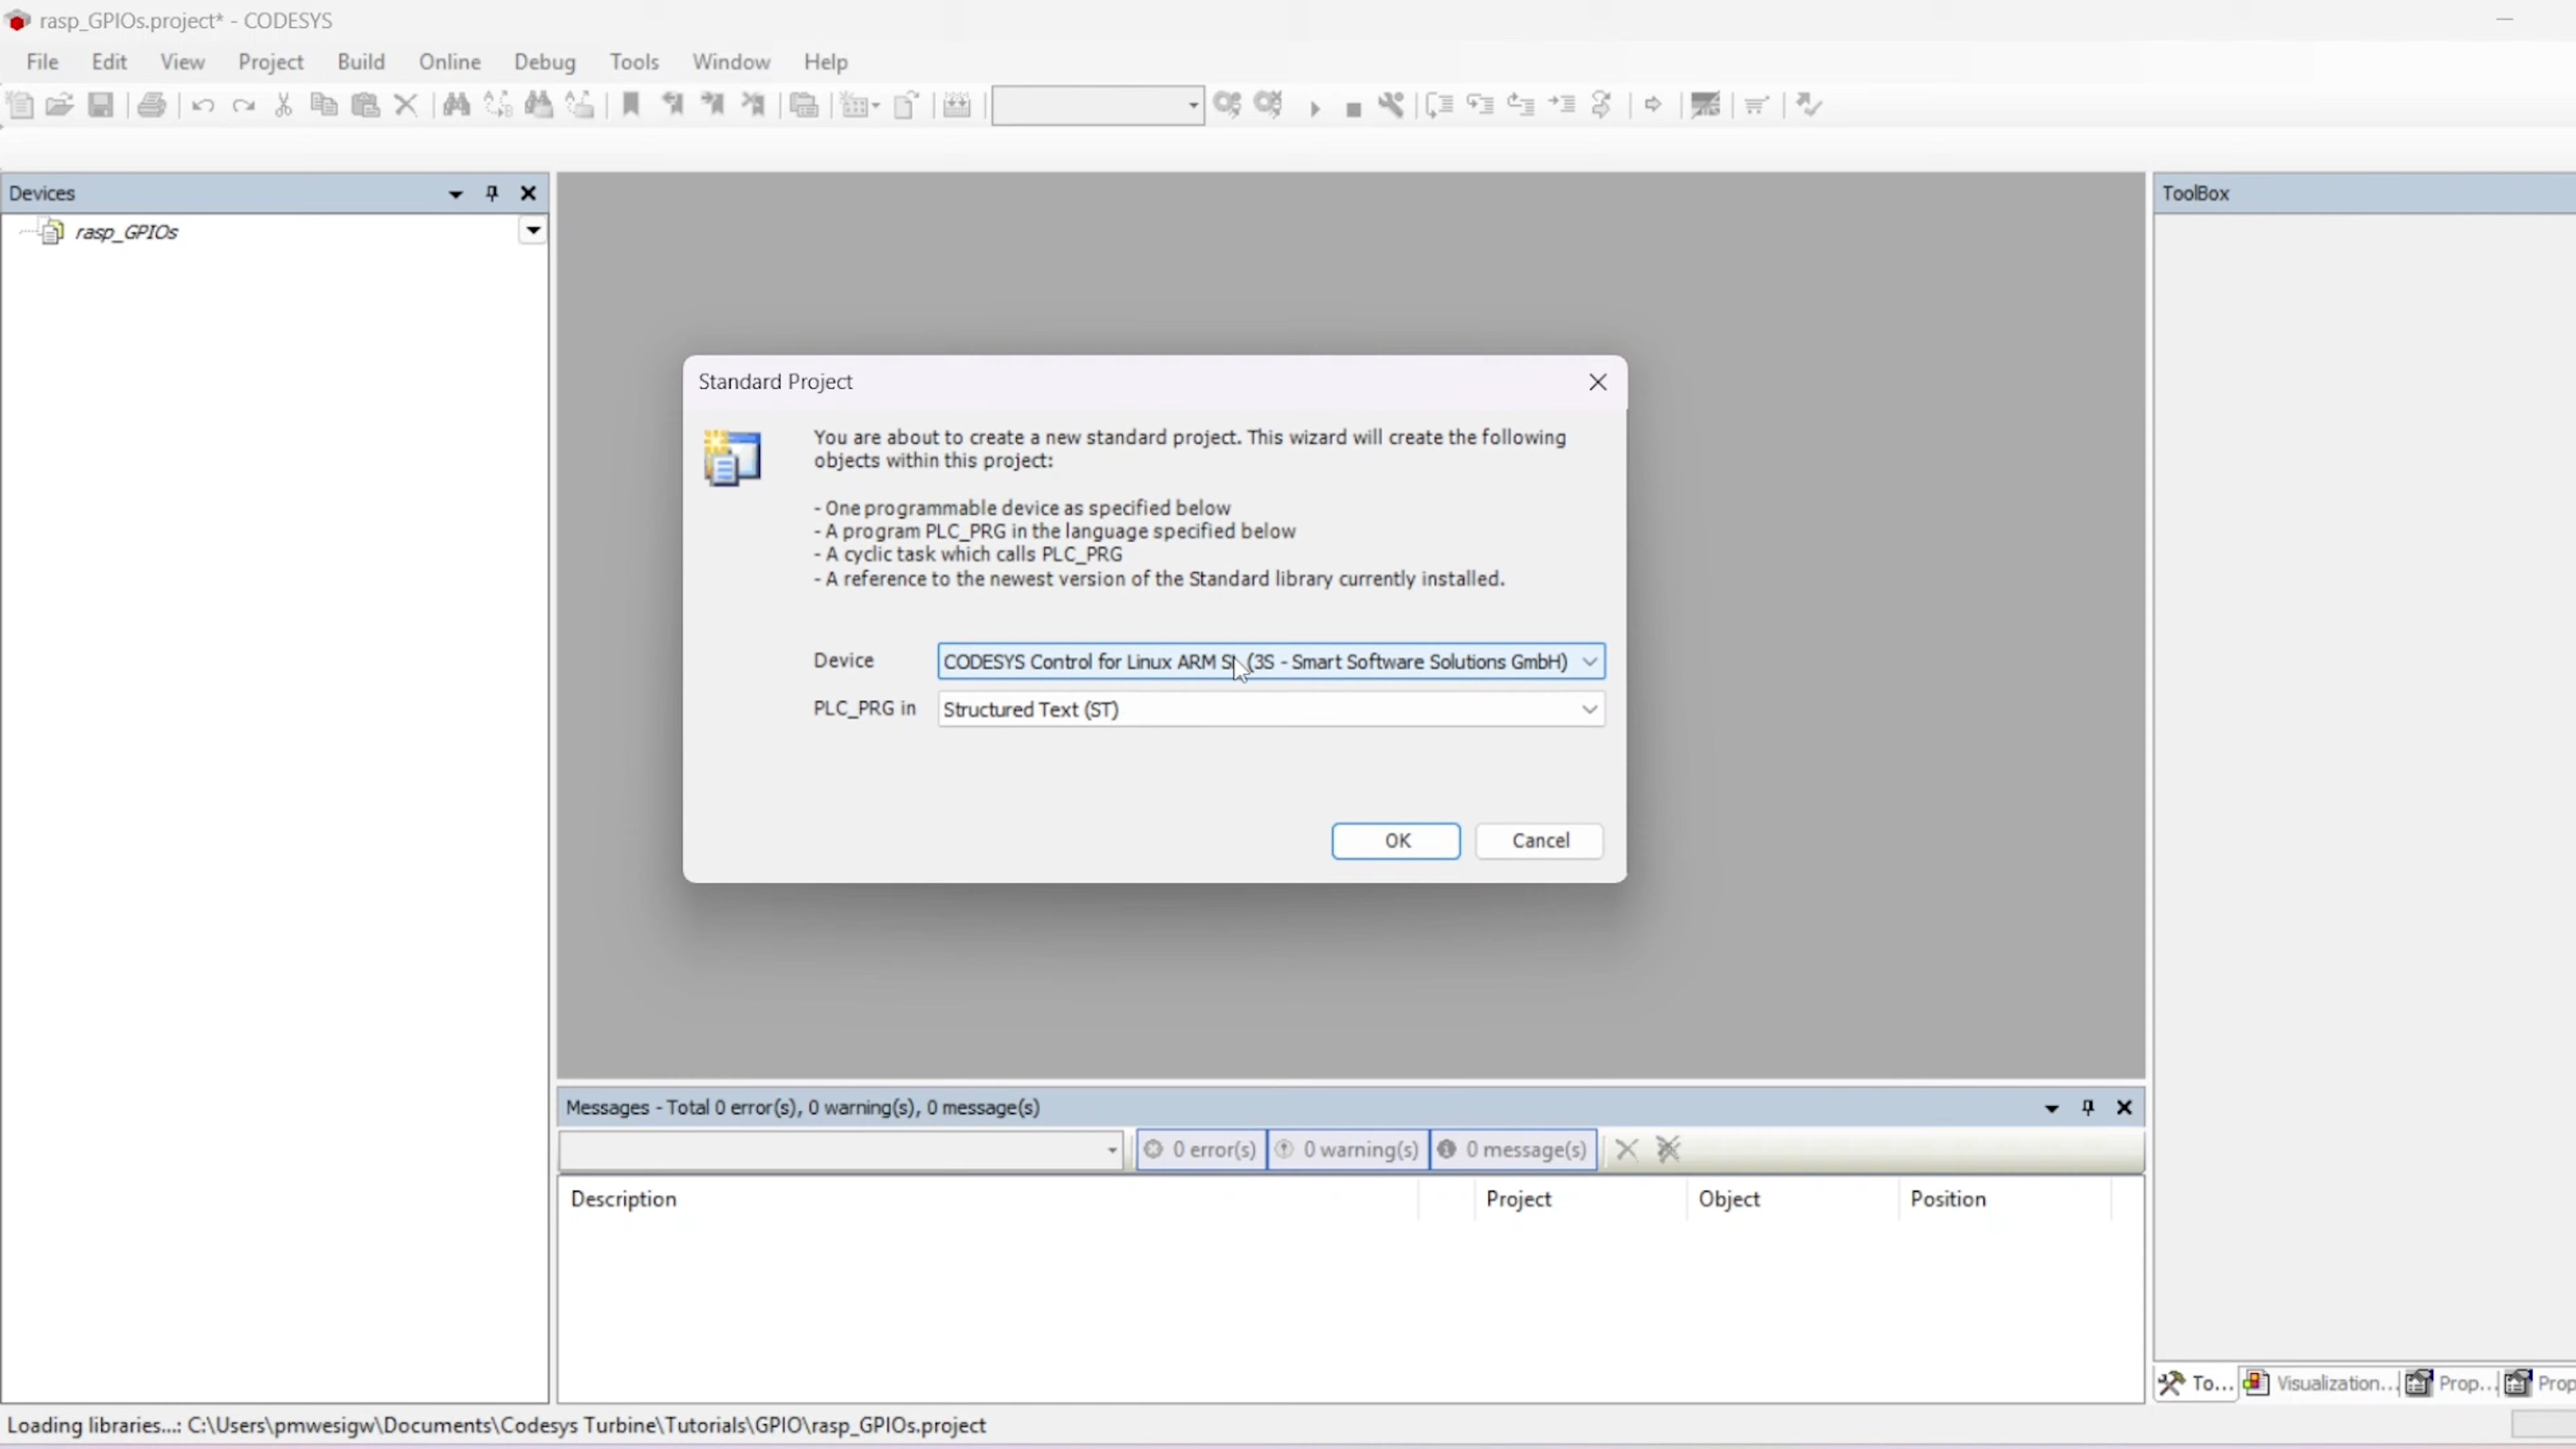 rasp_GPIOs.project* - CODESYS
File Edit View Project Build Online Debug Tools Window Help
Devices
rasp_GPIOs
ToolBox
Standard Project
You are about to create a new standard project. This wizard will create the following
objects within this project:
- One programmable device as specified below
- A program PLC_PRG in the language specified below
- A cyclic task which calls PLC_PRG
- A reference to the newest version of the Standard library currently installed.
Device CODESYS Control for Linux ARM SL (3S - Smart Software Solutions GmbH)
PLC_PRG in Structured Text (ST)
OK Cancel
Messages - Total 0 error(s), 0 warning(s), 0 message(s)
0 error(s) 0 warning(s) 0 message(s)
Description Project Object Position
To... Visualization... Prop... Prop
Loading libraries...: C:\Users\pmwesigw\Documents\Codesys Turbine\Tutorials\GPIO\rasp_GPIOs.project